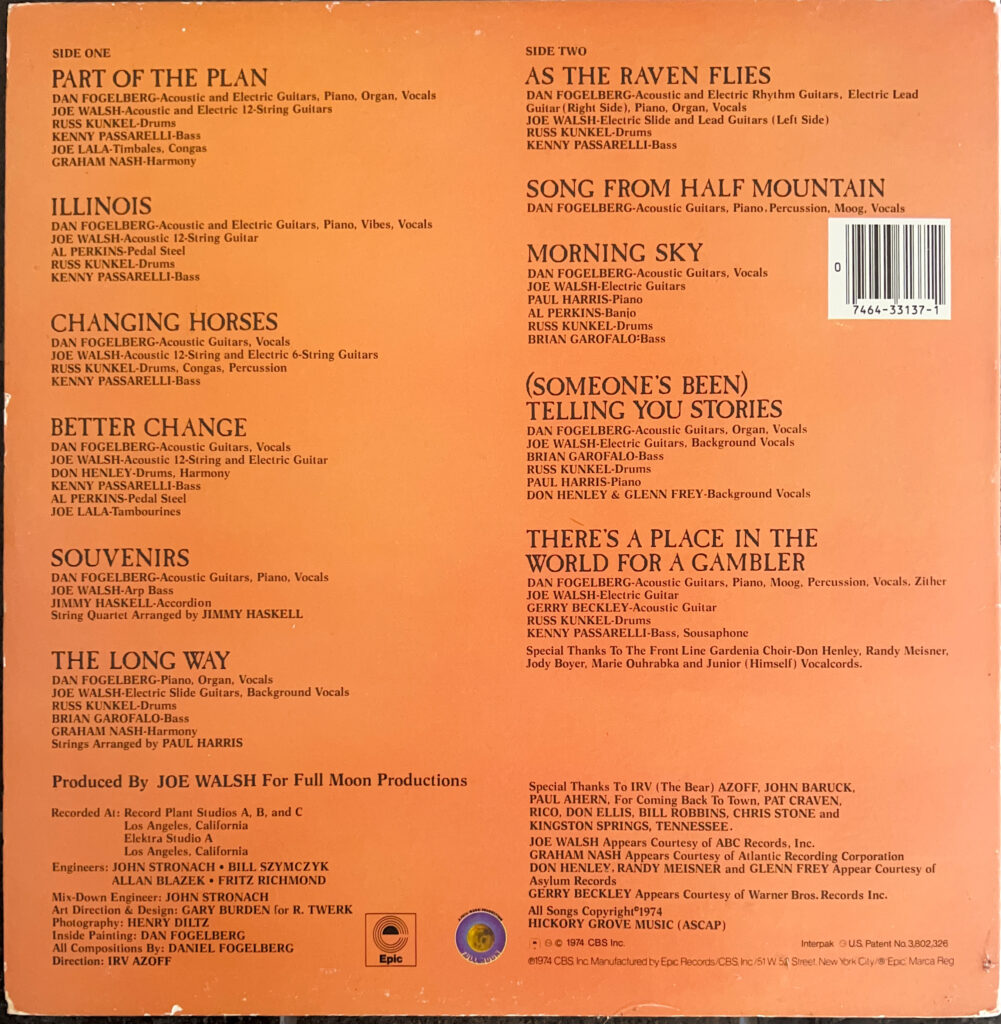 SIDE ONE
PART OF THE PLAN
DAN FOGELBERG-Acoustic and Electric Guitars, Piano, Organ, Vocals
JOE WALSH-Acoustic and Electric 12-String Guitars
RUSS KUNKEL-Drums
KENNY PASSARELLI-Bass
JOE LALA-Timbales, Congas
GRAHAM NASH-Harmony
ILLINOIS
DAN FOGELBERG-Acoustic and Electric Guitars, Piano, Vibes, Vocals
JOE WALSH-Acoustic 12-String Guitar
AL PERKINS-Pedal Steel
RUSS KUNKEL-Drums
KENNY PASSARELLI-Bass
CHANGING HORSES
DAN FOGELBERG-Acoustic Guitars, Vocals
JOE WALSH-Acoustic 12-String and Electric 6-String Guitars
RUSS KUNKEL-Drums, Congas, Percussion
KENNY PASSARELLI-Bass
BETTER CHANGE
DAN FOGELBERG-Acoustic Guitars, Vocals
JOE WALSH-Acoustic 12-String and Electric Guitar
DON HENLEY-Drums, Harmony
KENNY PASSARELLI-Bass
AL PERKINS-Pedal Steel
JOE LALA-Tambourines
SOUVENIRS
DAN FOGELBERG-Acoustic Guitars, Piano, Vocals
JOE WALSH-Arp Bass
JIMMY HASKELL-Accordion
String Quartet Arranged by JIMMY HASKELL
THE LONG WAY
DAN FOGELBERG-Piano, Organ, Vocals
JOE WALSH-Electric Slide Guitars, Background Vocals
RUSS KUNKEL-Drums
BRIAN GAROFALO-Bass
GRAHAM NASH-Harmony
Strings Arranged by PAUL HARRIS
Produced By JOE WALSH For Full Moon Productions
Recorded At: Record Plant Studios A, B, and C
Los Angeles, California
Elektra Studio A
Los Angeles, California
Engineers: JOHN STRONACH • BILL SZYMCZYK
ALLAN BLAZEK • FRITZ RICHMOND
Mix-Down Engineer: JOHN STRONACH
Art Direction & Design: GARY BURDEN for R. TWERK
Photography: HENRY DILTZ
Inside Painting: DAN FOGELBERG
All Compositions By: DANIEL FOGELBERG
Direction: IRV AZOFF
Epic
SIDE TWO
AS THE RAVEN FLIES
DAN FOGELBERG-Acoustic and Electric Rhythm Guitars, Electric Lead
Guitar (Right Side), Piano, Organ, Vocals
JOE WALSH-Electric Slide and Lead Guitars (Left Side)
RUSS KUNKEL-Drums
KENNY PASSARELLI-Bass
SONG FROM HALF MOUNTAIN
DAN FOGELBERG-Acoustic Guitars, Piano, Percussion, Moog, Vocals
MORNING SKY
DAN FOGELBERG-Acoustic Guitars, Vocals
JOE WALSH-Electric Guitars
PAUL HARRIS-Piano
AL PERKINS-Banjo
RUSS KUNKEL-Drums
BRIAN GAROFALO-Bass
0
7464-33137-1
(SOMEONE'S BEEN)
TELLING YOU STORIES
DAN FOGELBERG-Acoustic Guitars, Organ, Vocals
JOE WALSH-Electric Guitars, Background Vocals
BRIAN GAROFALO-Bass
RUSS KUNKEL-Drums
PAUL HARRIS-Piano
DON HENLEY & GLENN FREY-Background Vocals
THERE'S A PLACE IN THE
WORLD FOR A GAMBLER
DAN FOGELBERG-Acoustic Guitars, Piano, Moog, Percussion, Vocals, Zither
JOE WALSH-Electric Guitar
GERRY BECKLEY-Acoustic Guitar
RUSS KUNKEL-Drums
KENNY PASSARELLI-Bass, Sousaphone
Special Thanks To The Front Line Gardenia Choir-Don Henley, Randy Meisner,
Jody Boyer, Marie Ouhrabka and Junior (Himself) Vocalcords.
Special Thanks To IRV (The Bear) AZOFF, JOHN BARUCK,
PAUL AHERN, For Coming Back To Town, PAT CRAVEN,
RICO, DON ELLIS, BILL ROBBINS, CHRIS STONE and
KINGSTON SPRINGS, TENNESSEE.
JOE WALSH Appears Courtesy of ABC Records, Inc.
GRAHAM NASH Appears Courtesy of Atlantic Recording Corporation
DON HENLEY, RANDY MEISNER and GLENN FREY Appear Courtesy of
Asylum Records
GERRY BECKLEY Appears Courtesy of Warner Bros. Records Inc.
All Songs Copyright©1974
HICKORY GROVE MUSIC (ASCAP)
℗ © 1974 CBS Inc. Interpak U.S. Patent No. 3,802,326
℗1974 CBS Inc. Manufactured by Epic Records/CBS, Inc./51 W. 52 Street, New York City/® Epic, Marca Reg